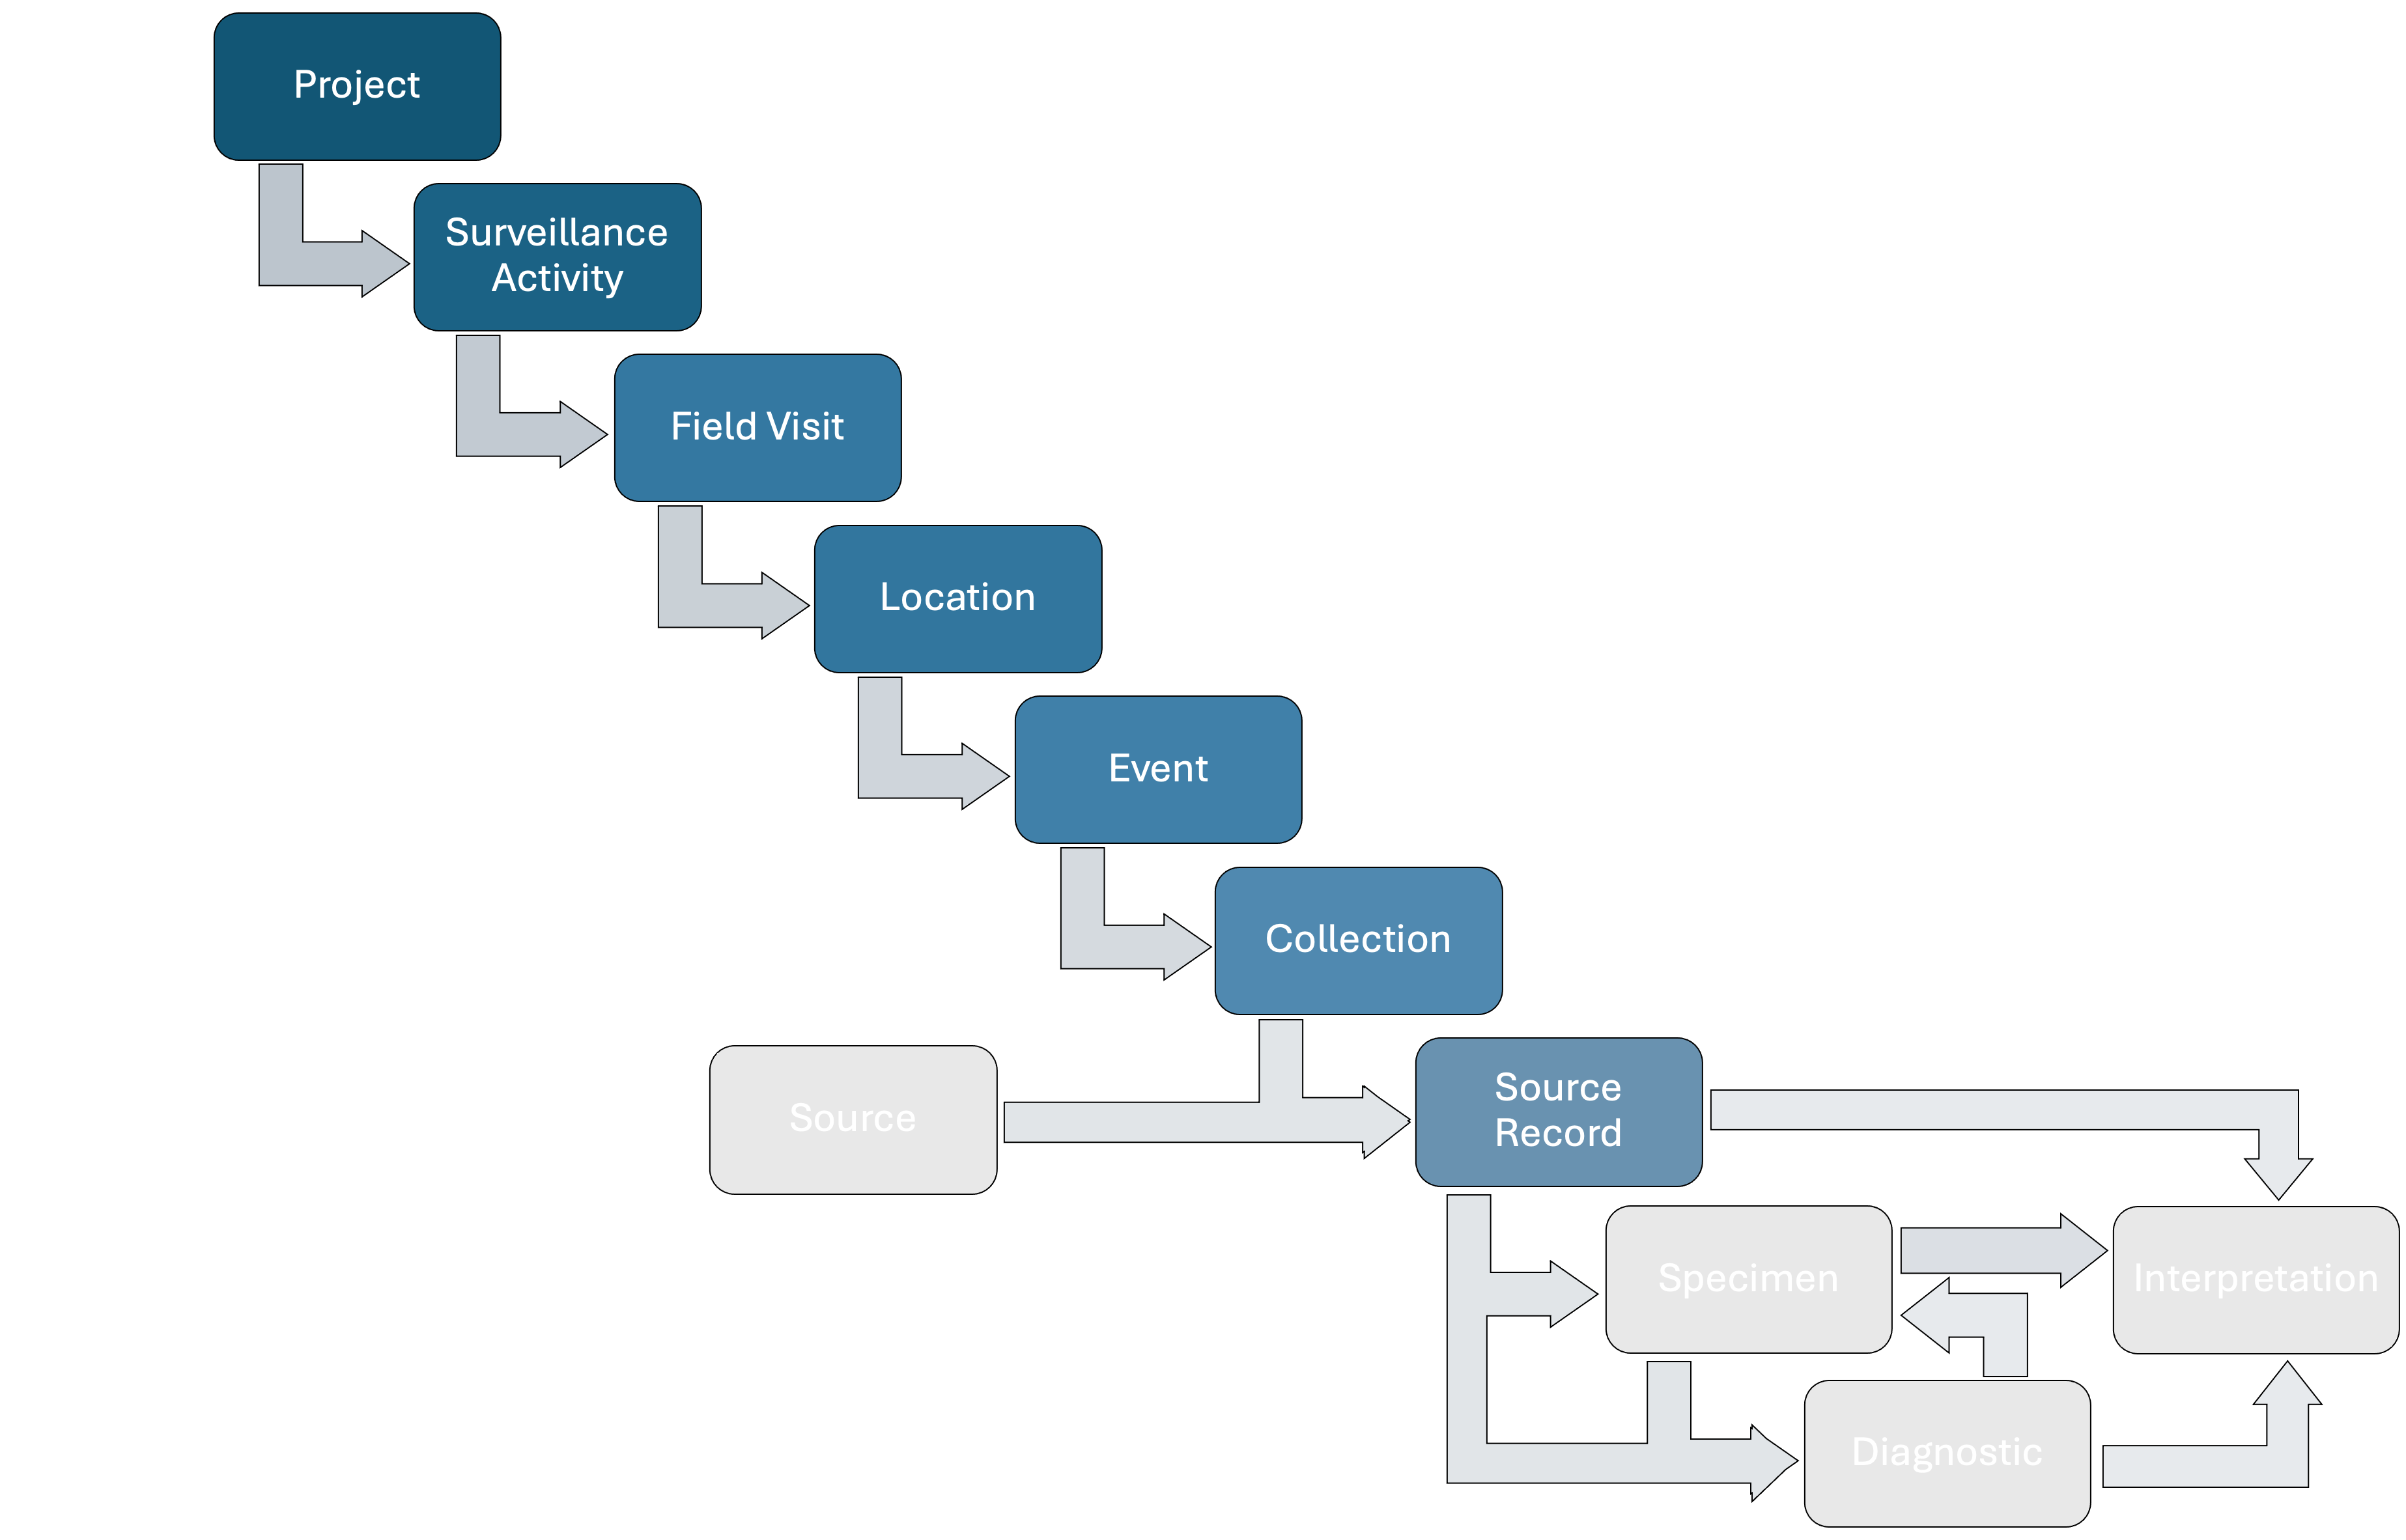 Project
Surveillance
Activity
Field Visit
Location
Event
Collection
Source
Source
Record
Specimen
Interpretation
Diagnostic